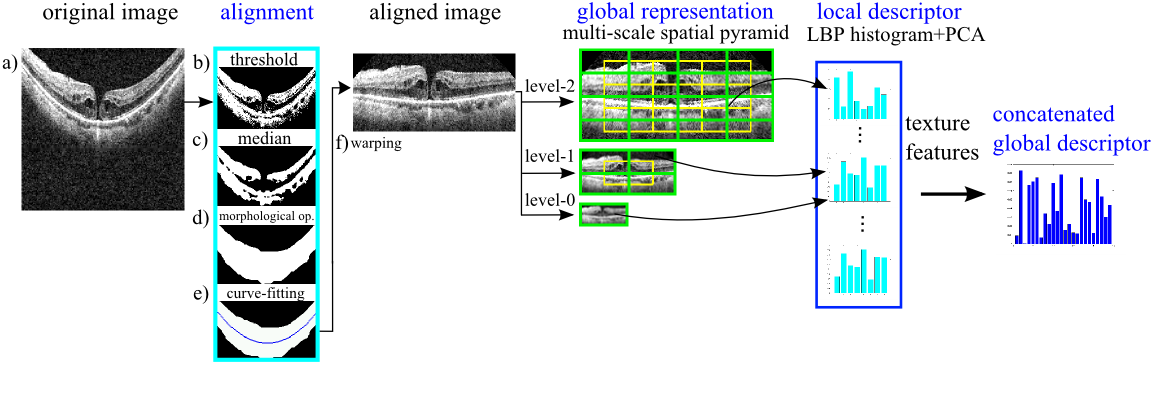 original image
alignment
aligned image
global representation
multi-scale spatial pyramid
local descriptor
LBP histogram+PCA
a)
b)
threshold
c)
median
d)
morphological op.
e)
curve-fitting
f) warping
level-2
level-1
level-0
texture
features
concatenated
global descriptor